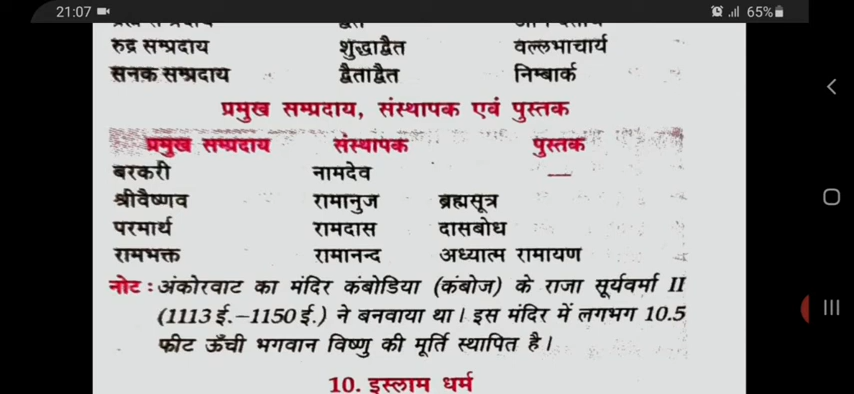 21:07 65%
रुद्र सम्प्रदाय शुद्धाद्वैत वल्लभाचार्य
सनक सम्प्रदाय द्वैताद्वैत निम्बार्क
प्रमुख सम्प्रदाय, संस्थापक एवं पुस्तक
प्रमुख सम्प्रदाय संस्थापक पुस्तक
बरकरी नामदेव —
श्रीवैष्णव रामानुज ब्रह्मसूत्र
परमार्थ रामदास दासबोध
रामभक्त रामानन्द अध्यात्म रामायण
नोट : अंकोरवाट का मंदिर कंबोडिया (कंबोज) के राजा सूर्यवर्मा II
(1113 ई.–1150 ई.) ने बनवाया था। इस मंदिर में लगभग 10.5
फीट ऊँची भगवान विष्णु की मूर्ति स्थापित है।
10. इस्लाम धर्म